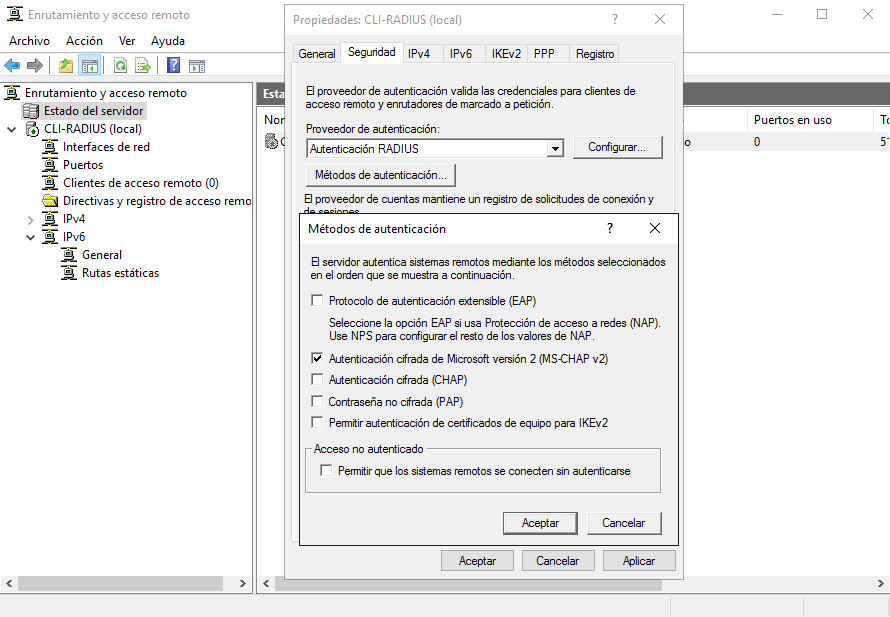 Enrutamiento y acceso remoto
Archivo Acción Ver Ayuda
Enrutamiento y acceso remoto
Estado del servidor
CLI-RADIUS (local)
Interfaces de red
Puertos
Clientes de acceso remoto (0)
Directivas y registro de acceso remo
IPv4
IPv6
General
Rutas estáticas
Esta
Nor
Puertos en uso
To
C
o
0
51
Propiedades: CLI-RADIUS (local)
General Seguridad IPv4 IPv6 IKEv2 PPP Registro
El proveedor de autenticación valida las credenciales para clientes de
acceso remoto y enrutadores de marcado a petición.
Proveedor de autenticación:
Autenticación RADIUS
Configurar...
Métodos de autenticación...
El proveedor de cuentas mantiene un registro de solicitudes de conexión y
de sesiones.
Métodos de autenticación
El servidor autentica sistemas remotos mediante los métodos seleccionados
en el orden que se muestra a continuación.
Protocolo de autenticación extensible (EAP)
Seleccione la opción EAP si usa Protección de acceso a redes (NAP).
Use NPS para configurar el resto de los valores de NAP.
Autenticación cifrada de Microsoft versión 2 (MS-CHAP v2)
Autenticación cifrada (CHAP)
Contraseña no cifrada (PAP)
Permitir autenticación de certificados de equipo para IKEv2
Acceso no autenticado
Permitir que los sistemas remotos se conecten sin autenticarse
Aceptar Cancelar
Aceptar Cancelar Aplicar